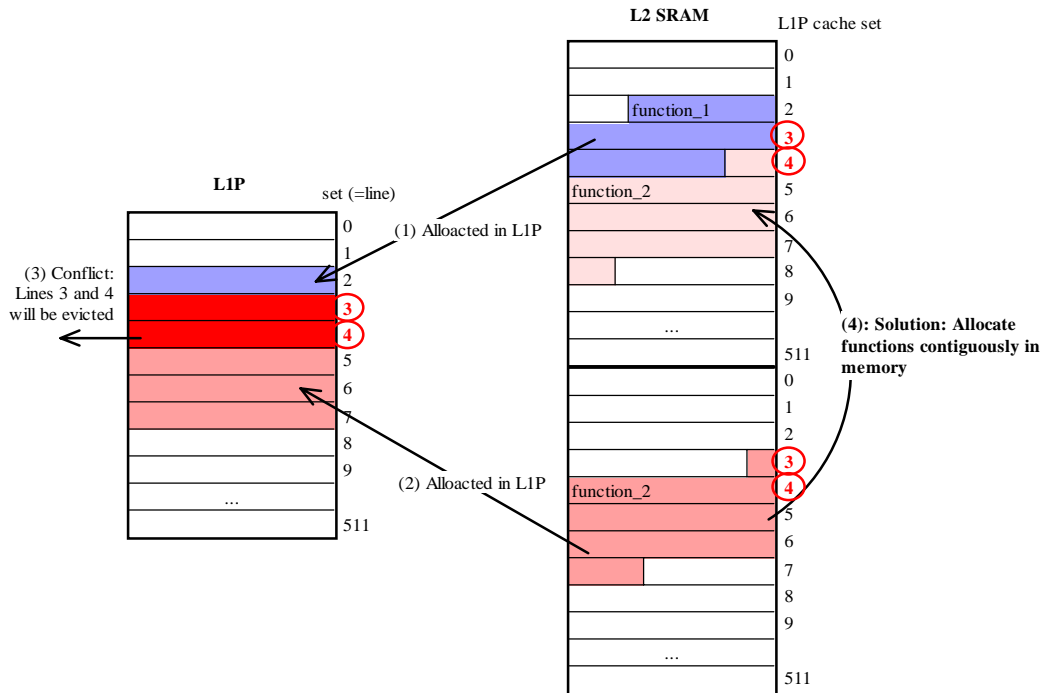 L2 SRAM
L1P cache set
0
1
function_1
2
3
4
function_2
5
6
7
8
9
...
511
0
1
2
3
function_2
4
5
6
7
8
9
...
511
L1P
set (=line)
0
1
2
3
4
5
6
7
8
9
...
511
(1) Alloacted in L1P
(2) Alloacted in L1P
(3) Conflict:
Lines 3 and 4
will be evicted
(4): Solution: Allocate
functions contiguously in
memory